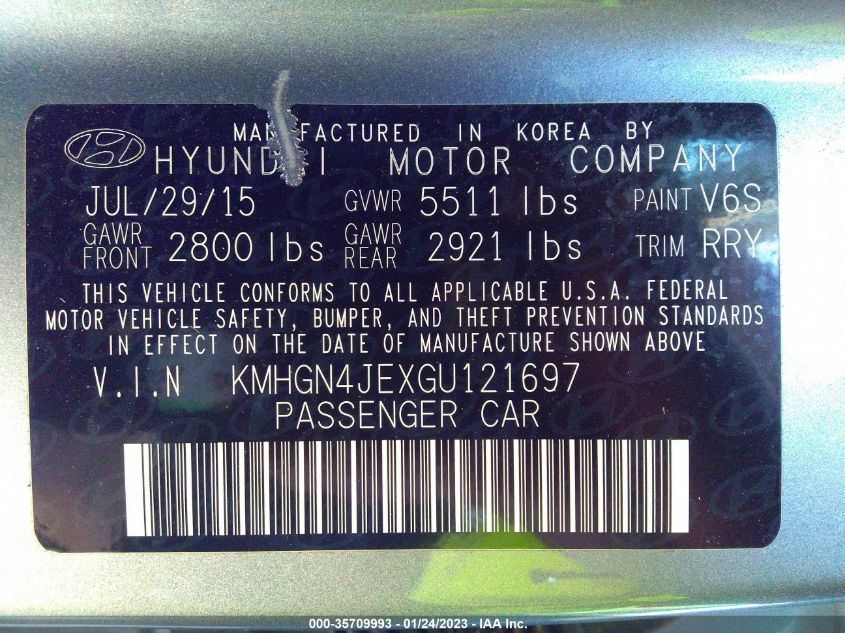 MANUFACTURED IN KOREA BY
HYUNDAI MOTOR COMPANY
JUL/29/15 GVWR 5511 lbs PAINT V6S
GAWR FRONT 2800 lbs GAWR REAR 2921 lbs TRIM RRY
THIS VEHICLE CONFORMS TO ALL APPLICABLE U.S.A. FEDERAL
MOTOR VEHICLE SAFETY, BUMPER, AND THEFT PREVENTION STANDARDS
IN EFFECT ON THE DATE OF MANUFACTURE SHOWN ABOVE
V.I.N KMHGN4JEXGU121697
PASSENGER CAR
000-35709993 - 01/24/2023 - IAA Inc.